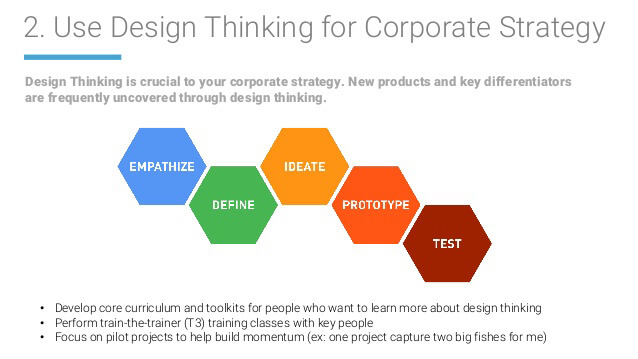 2. Use Design Thinking for Corporate Strategy
Design Thinking is crucial to your corporate strategy. New products and key differentiators
are frequently uncovered through design thinking.
EMPATHIZE
IDEATE
DEFINE
PROTOTYPE
TEST
• Develop core curriculum and toolkits for people who want to learn more about design thinking
• Perform train-the-trainer (T3) training classes with key people
• Focus on pilot projects to help build momentum (ex: one project capture two big fishes for me)